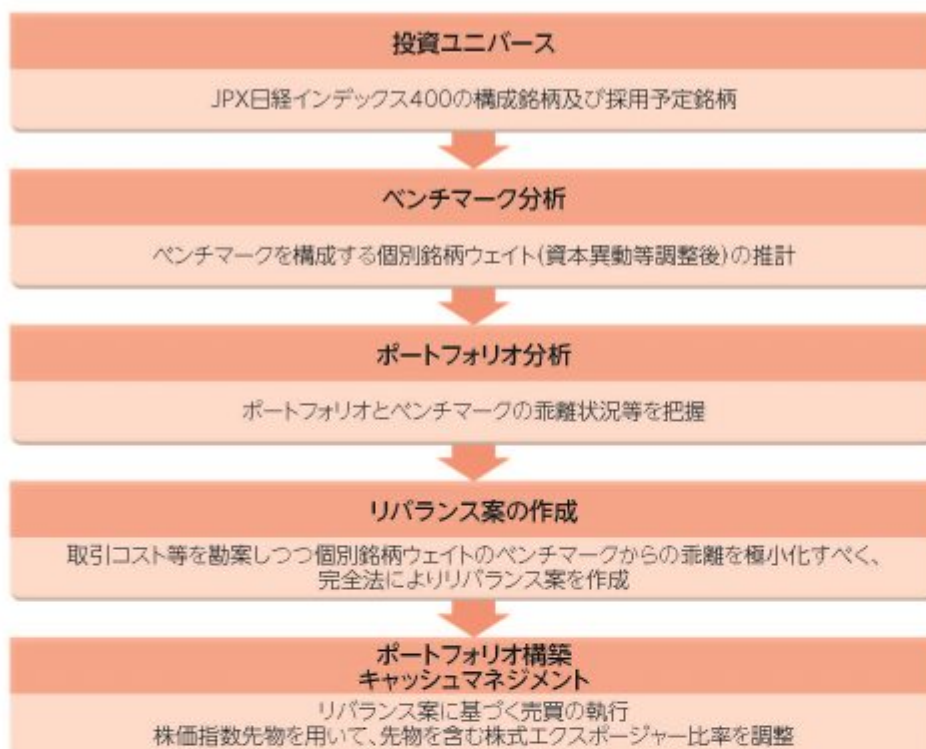 投資ユニバース
JPX日経インデックス400の構成銘柄及び採用予定銘柄
ベンチマーク分析
ベンチマークを構成する個別銘柄ウェイト(資本異動等調整後)の推計
ポートフォリオ分析
ポートフォリオとベンチマークの乖離状況等を把握
リバランス案の作成
取引コスト等を勘案しつつ個別銘柄ウェイトのベンチマークからの乖離を極小化すべく、
完全法によりリバランス案を作成
ポートフォリオ構築
キャッシュマネジメント
リバランス案に基づく売買の執行
株価指数先物を用いて、先物を含む株式エクスポージャー比率を調整